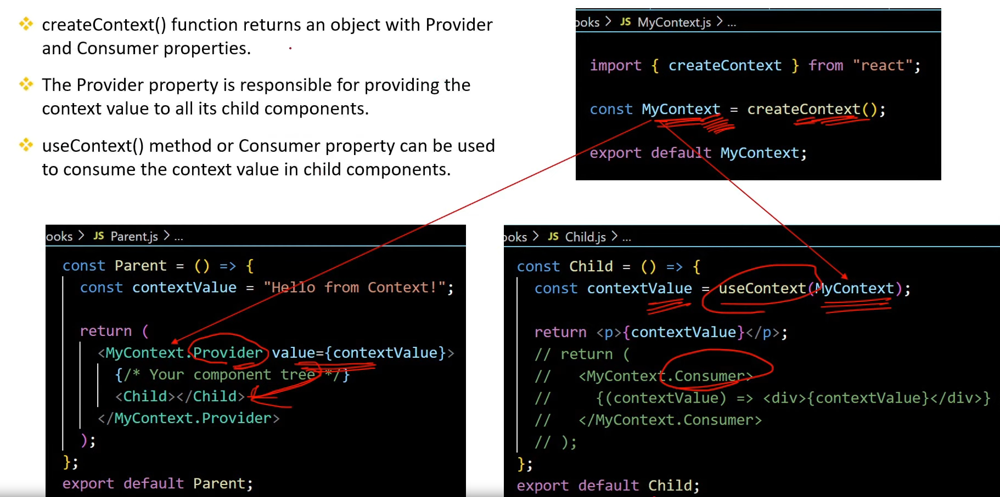 createContext() function returns an object with Provider
and Consumer properties.
The Provider property is responsible for providing the
context value to all its child components.
useContext() method or Consumer property can be used
to consume the context value in child components.
ooks > JS MyContext.js > ...
import { createContext } from "react";
const MyContext = createContext();
export default MyContext;
ooks > JS Parent.js > ...
const Parent = () => {
const contextValue = "Hello from Context!";
return (
<MyContext.Provider value={contextValue}>
{/* Your component tree */}
<Child></Child>
</MyContext.Provider>
);
};
export default Parent;
ooks > JS Child.js > ...
const Child = () => {
const contextValue = useContext(MyContext);
return <p>{contextValue}</p>;
// return (
// <MyContext.Consumer>
// {(contextValue) => <div>{contextValue}</div>}
// </MyContext.Consumer>
// );
};
export default Child;